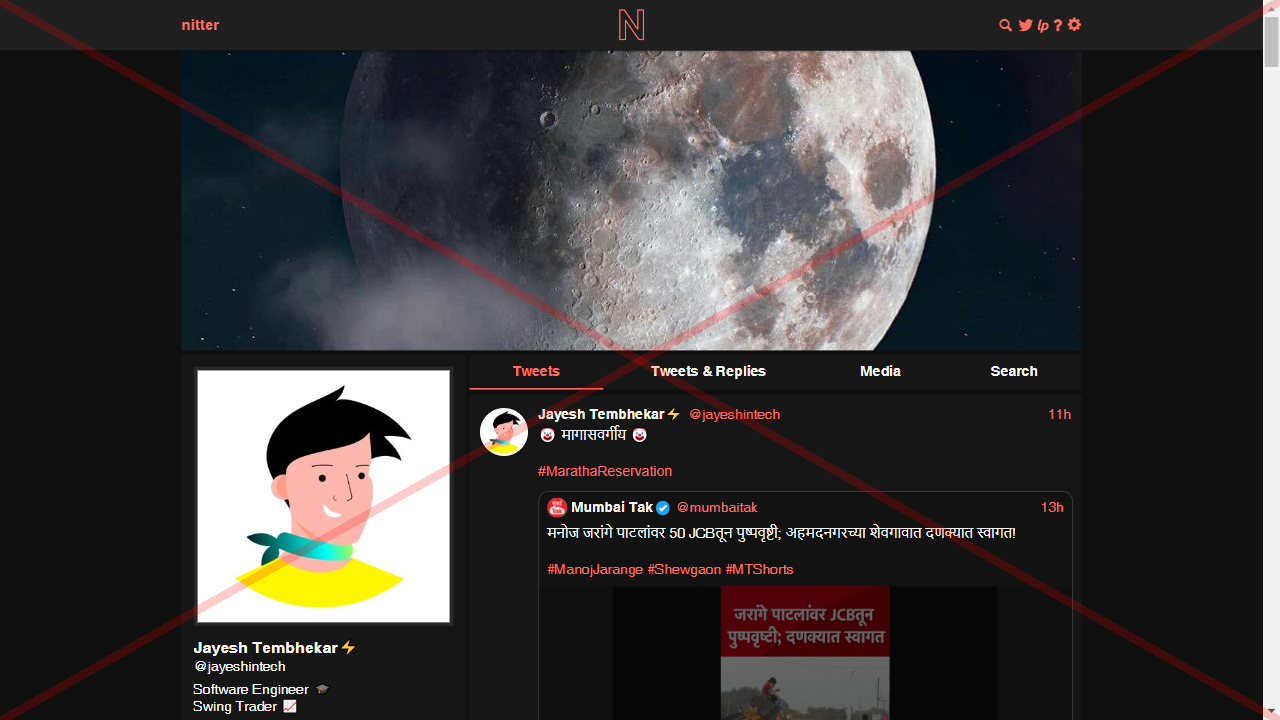 nitter
N
lp ?
Tweets Tweets & Replies Media Search
Jayesh Tembhekar⚡ @jayeshintech 11h
🤡 मागासवर्गीय 🤡
#MarathaReservation
Mumbai Tak @mumbaitak 13h
मनोज जरांगे पाटलांवर 50 JCBतून पुष्पवृष्टी; अहमदनगरच्या शेवगावात दणक्यात स्वागत!
#ManojJarange #Shewgaon #MTShorts
जरांगे पाटलांवर JCBतून
पुष्पवृष्टी; दणक्यात स्वागत
Jayesh Tembhekar⚡
@jayeshintech
Software Engineer 🎓
Swing Trader 📈